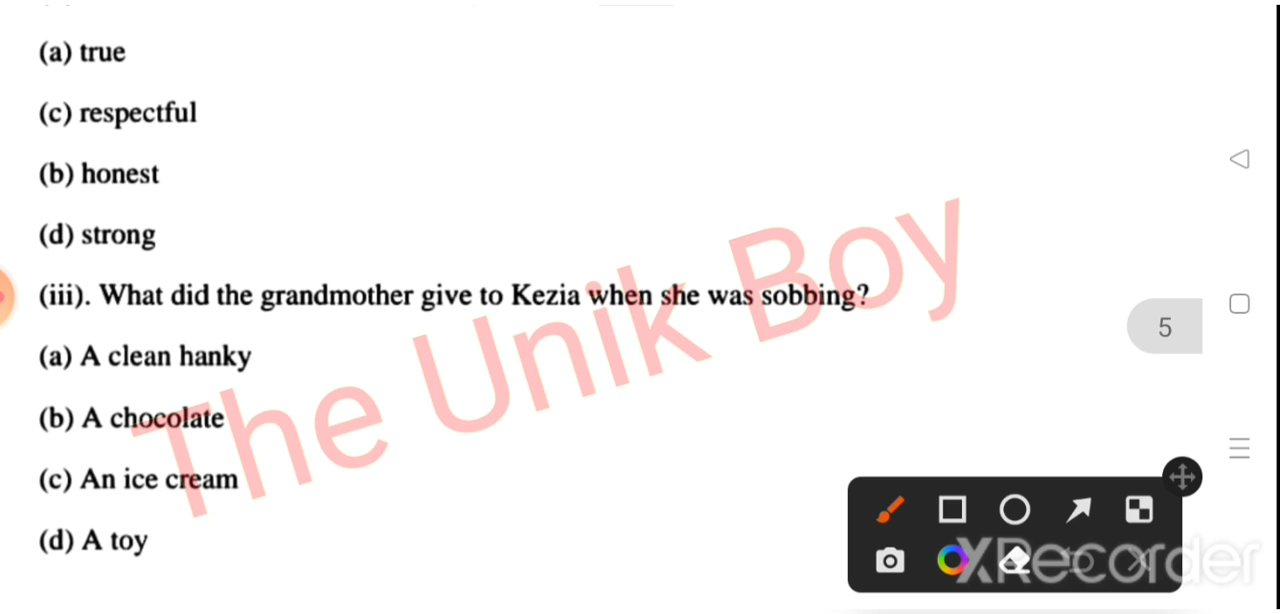 (a) true
(c) respectful
(b) honest
(d) strong
(iii). What did the grandmother give to Kezia when she was sobbing?
(a) A clean hanky
(b) A chocolate
(c) An ice cream
(d) A toy
The Unik Boy
5
XRecorder